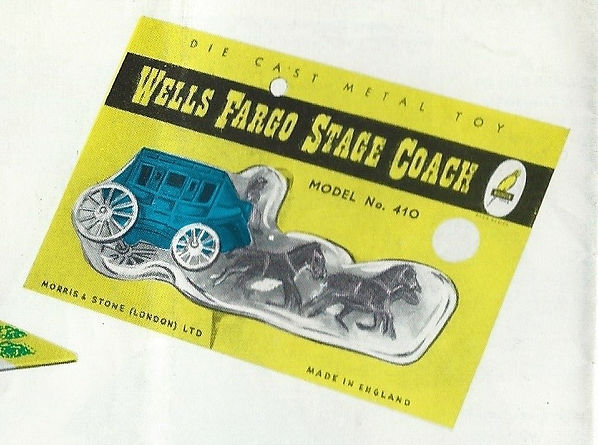 DIE CAST METAL TOY
WELLS FARGO STAGE COACH
MODEL No. 410
MORRIS & STONE (LONDON) LTD
MADE IN ENGLAND